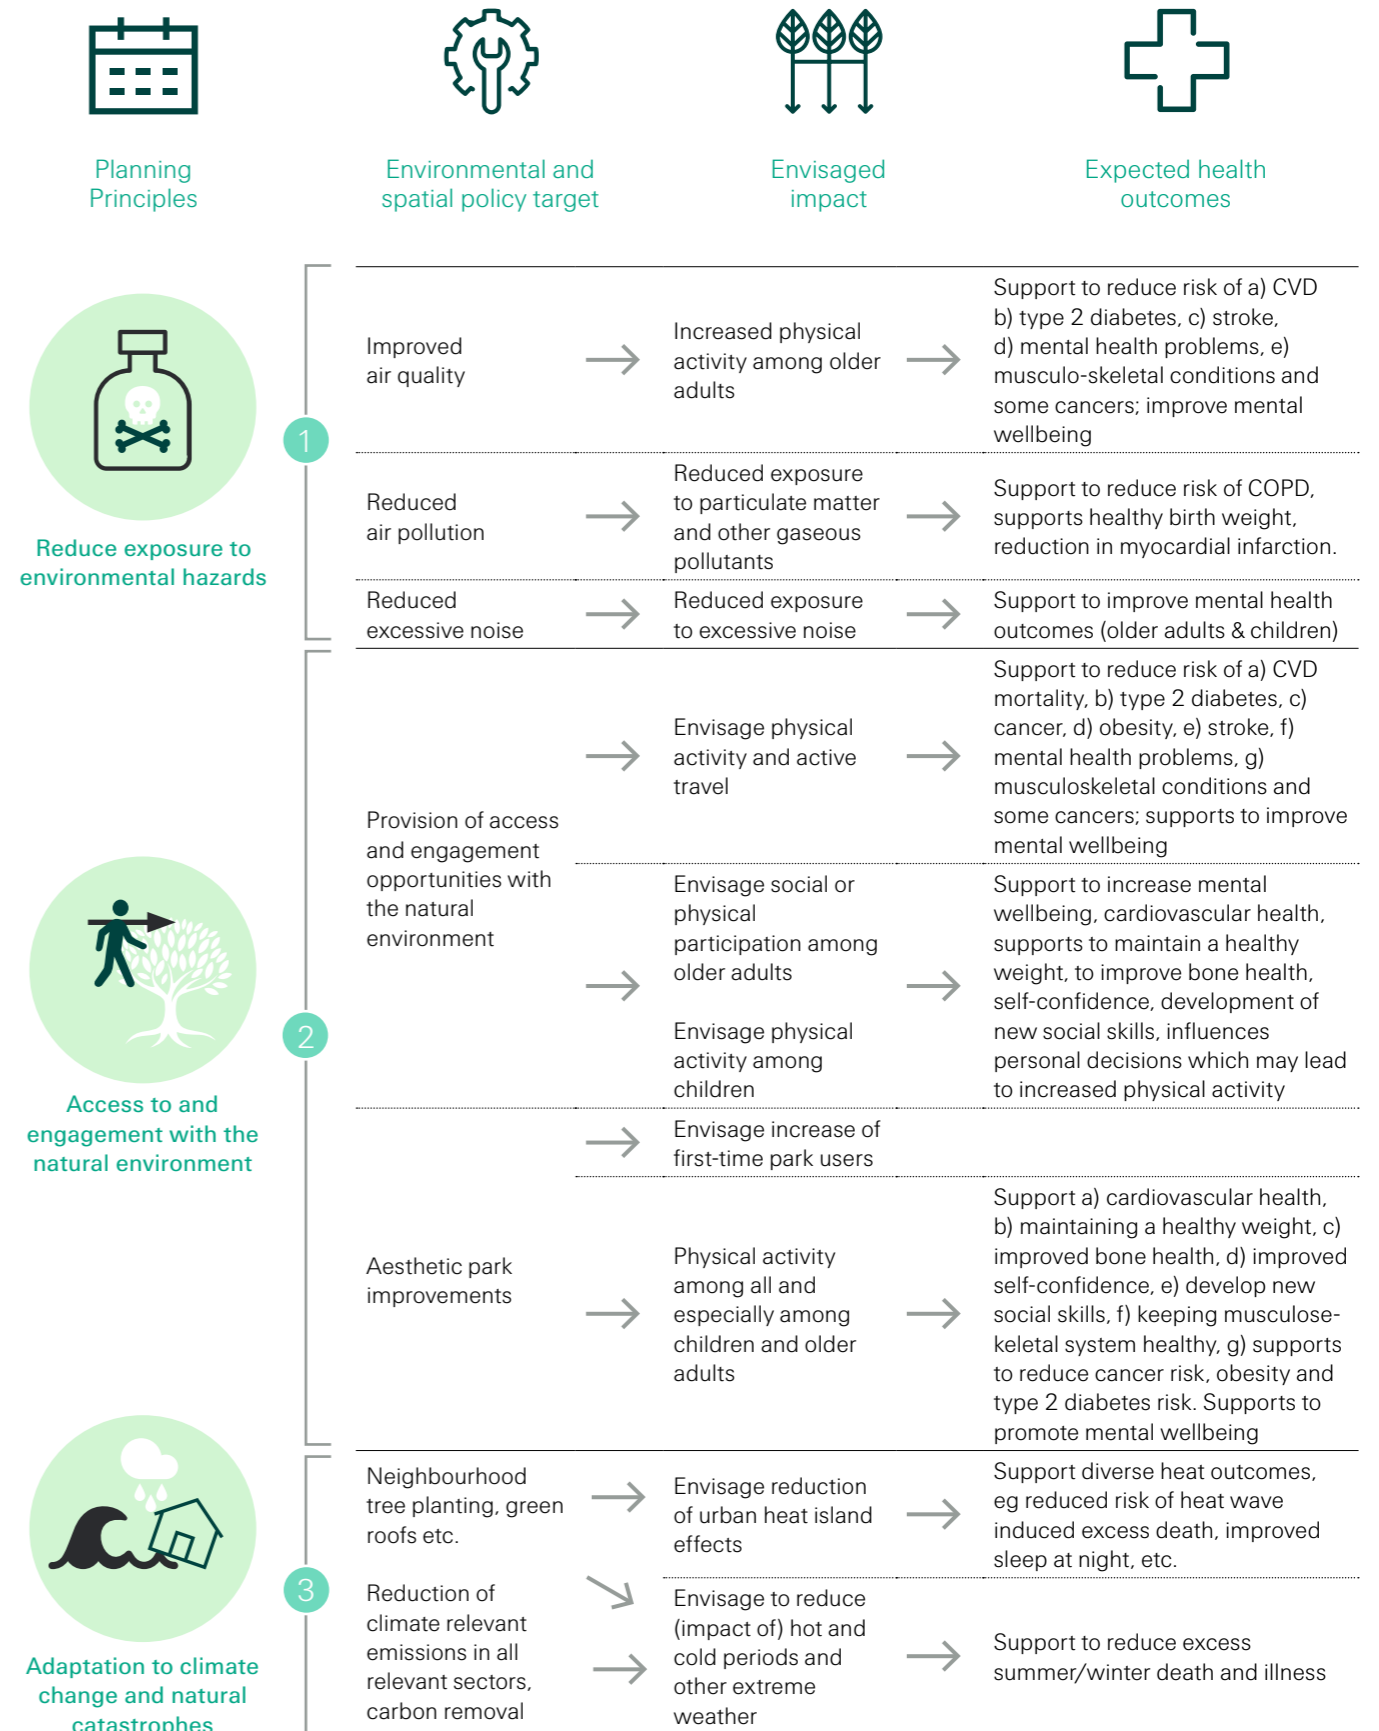 Planning
Principles
Environmental and
spatial policy target
Envisaged
impact
Expected health
outcomes
1
Reduce exposure to
environmental hazards
Improved
air quality
Increased physical
activity among older
adults
Support to reduce risk of a) CVD
b) type 2 diabetes, c) stroke,
d) mental health problems, e)
musculo-skeletal conditions and
some cancers; improve mental
wellbeing
Reduced
air pollution
Reduced exposure
to particulate matter
and other gaseous
pollutants
Support to reduce risk of COPD,
supports healthy birth weight,
reduction in myocardial infarction.
Reduced
excessive noise
Reduced exposure
to excessive noise
Support to improve mental health
outcomes (older adults & children)
2
Access to and
engagement with the
natural environment
Provision of access
and engagement
opportunities with
the natural
environment
Envisage physical
activity and active
travel
Support to reduce risk of a) CVD
mortality, b) type 2 diabetes, c)
cancer, d) obesity, e) stroke, f)
mental health problems, g)
musculoskeletal conditions and
some cancers; supports to improve
mental wellbeing
Envisage social or
physical
participation among
older adults
Envisage physical
activity among
children
Support to increase mental
wellbeing, cardiovascular health,
supports to maintain a healthy
weight, to improve bone health,
self-confidence, development of
new social skills, influences
personal decisions which may lead
to increased physical activity
Aesthetic park
improvements
Envisage increase of
first-time park users
Physical activity
among all and
especially among
children and older
adults
Support a) cardiovascular health,
b) maintaining a healthy weight, c)
improved bone health, d) improved
self-confidence, e) develop new
social skills, f) keeping musculose-
keletal system healthy, g) supports
to reduce cancer risk, obesity and
type 2 diabetes risk. Supports to
promote mental wellbeing
3
Adaptation to climate
change and natural
catastrophes
Neighbourhood
tree planting, green
roofs etc.
Envisage reduction
of urban heat island
effects
Support diverse heat outcomes,
eg reduced risk of heat wave
induced excess death, improved
sleep at night, etc.
Reduction of
climate relevant
emissions in all
relevant sectors,
carbon removal
Envisage to reduce
(impact of) hot and
cold periods and
other extreme
weather
Support to reduce excess
summer/winter death and illness